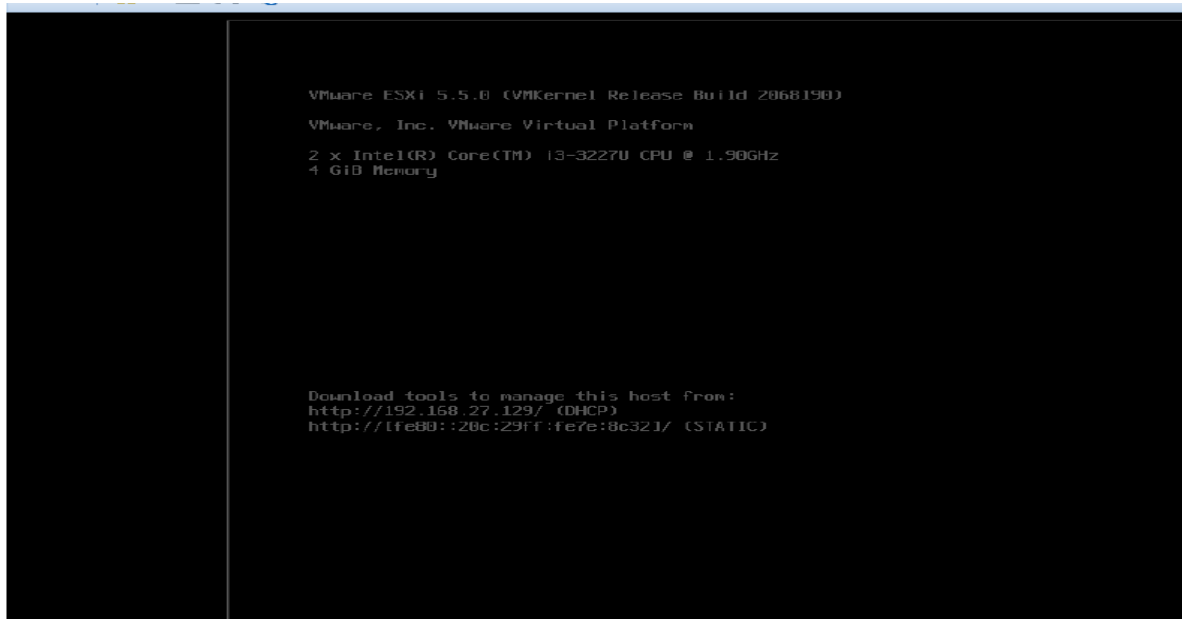 VMware ESXi 5.5.0 (VMKernel Release Build 2068190)
VMware, Inc. VMware Virtual Platform
2 x Intel(R) Core(TM) i3-3227U CPU @ 1.90GHz
4 GiB Memory
Download tools to manage this host from:
http://192.168.27.129/ (DHCP)
http://[fe80::20c:29ff:fe7e:8c32]/ (STATIC)